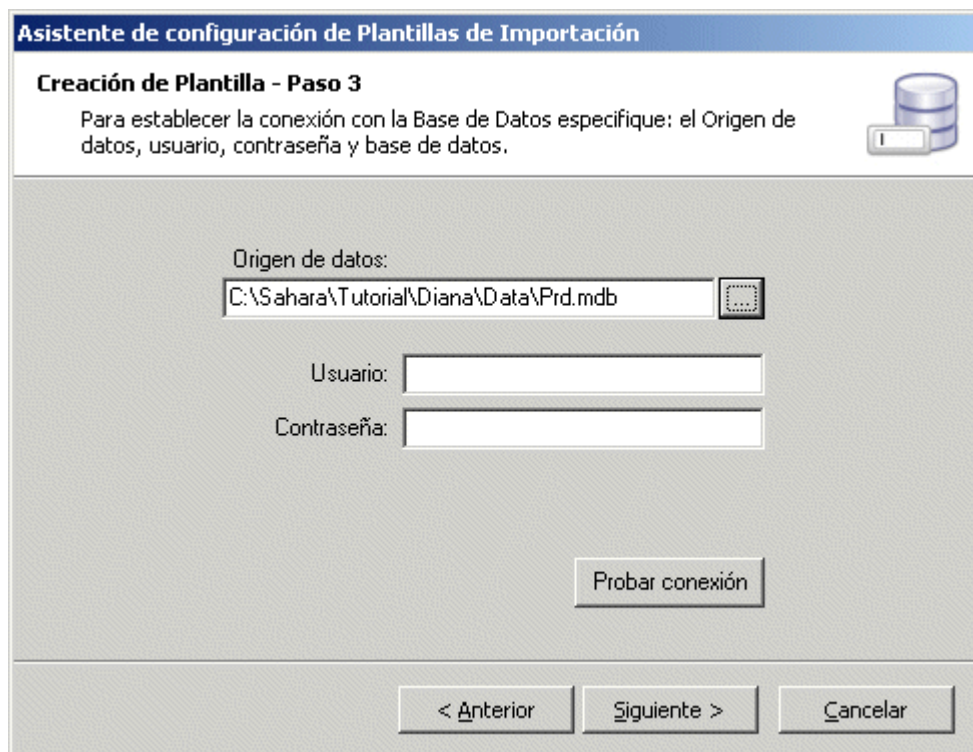 Asistente de configuración de Plantillas de Importación
Creación de Plantilla - Paso 3
Para establecer la conexión con la Base de Datos especifique: el Origen de
datos, usuario, contraseña y base de datos.
Origen de datos:
C:\Sahara\Tutorial\Diana\Data\Prd.mdb
...
Usuario:
Contraseña:
Probar conexión
< Anterior
Siguiente >
Cancelar